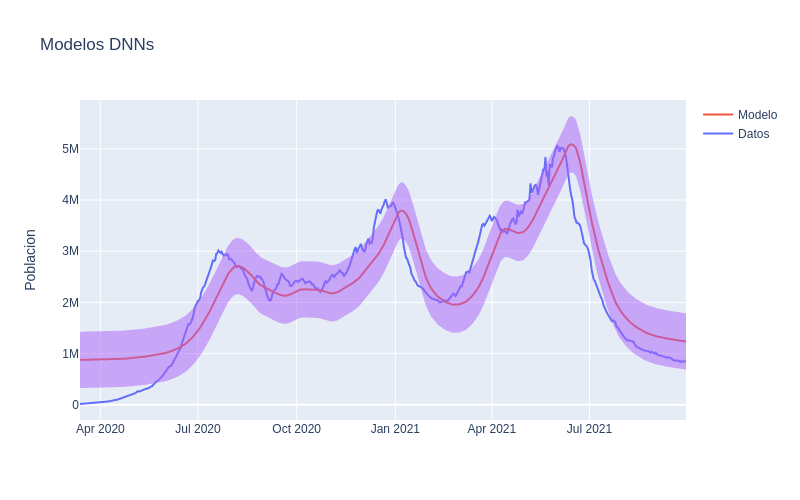 Modelos DNNs
Modelo
Datos
Poblacion
5M
4M
3M
2M
1M
0
Apr 2020
Jul 2020
Oct 2020
Jan 2021
Apr 2021
Jul 2021